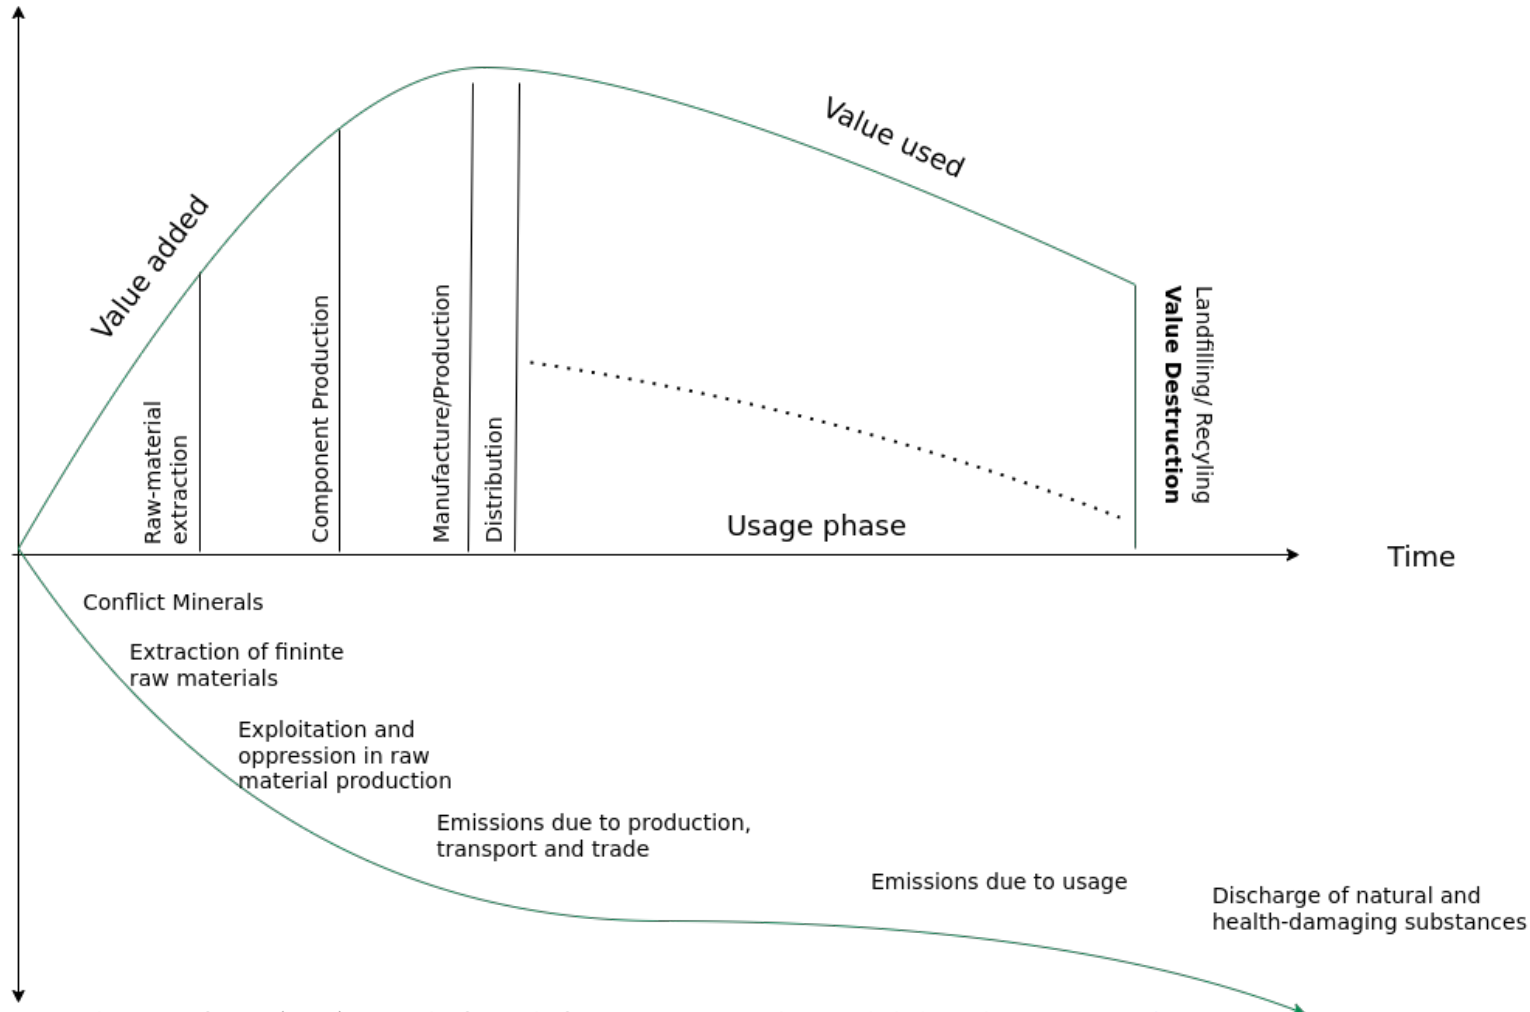 Value added
Value used
Raw-material
extraction
Component Production
Manufacture/Production
Distribution
Usage phase
Landfilling/ Recyling
Value Destruction
Time
Conflict Minerals
Extraction of fininte
raw materials
Exploitation and
oppression in raw
material production
Emissions due to production,
transport and trade
Emissions due to usage
Discharge of natural and
health-damaging substances